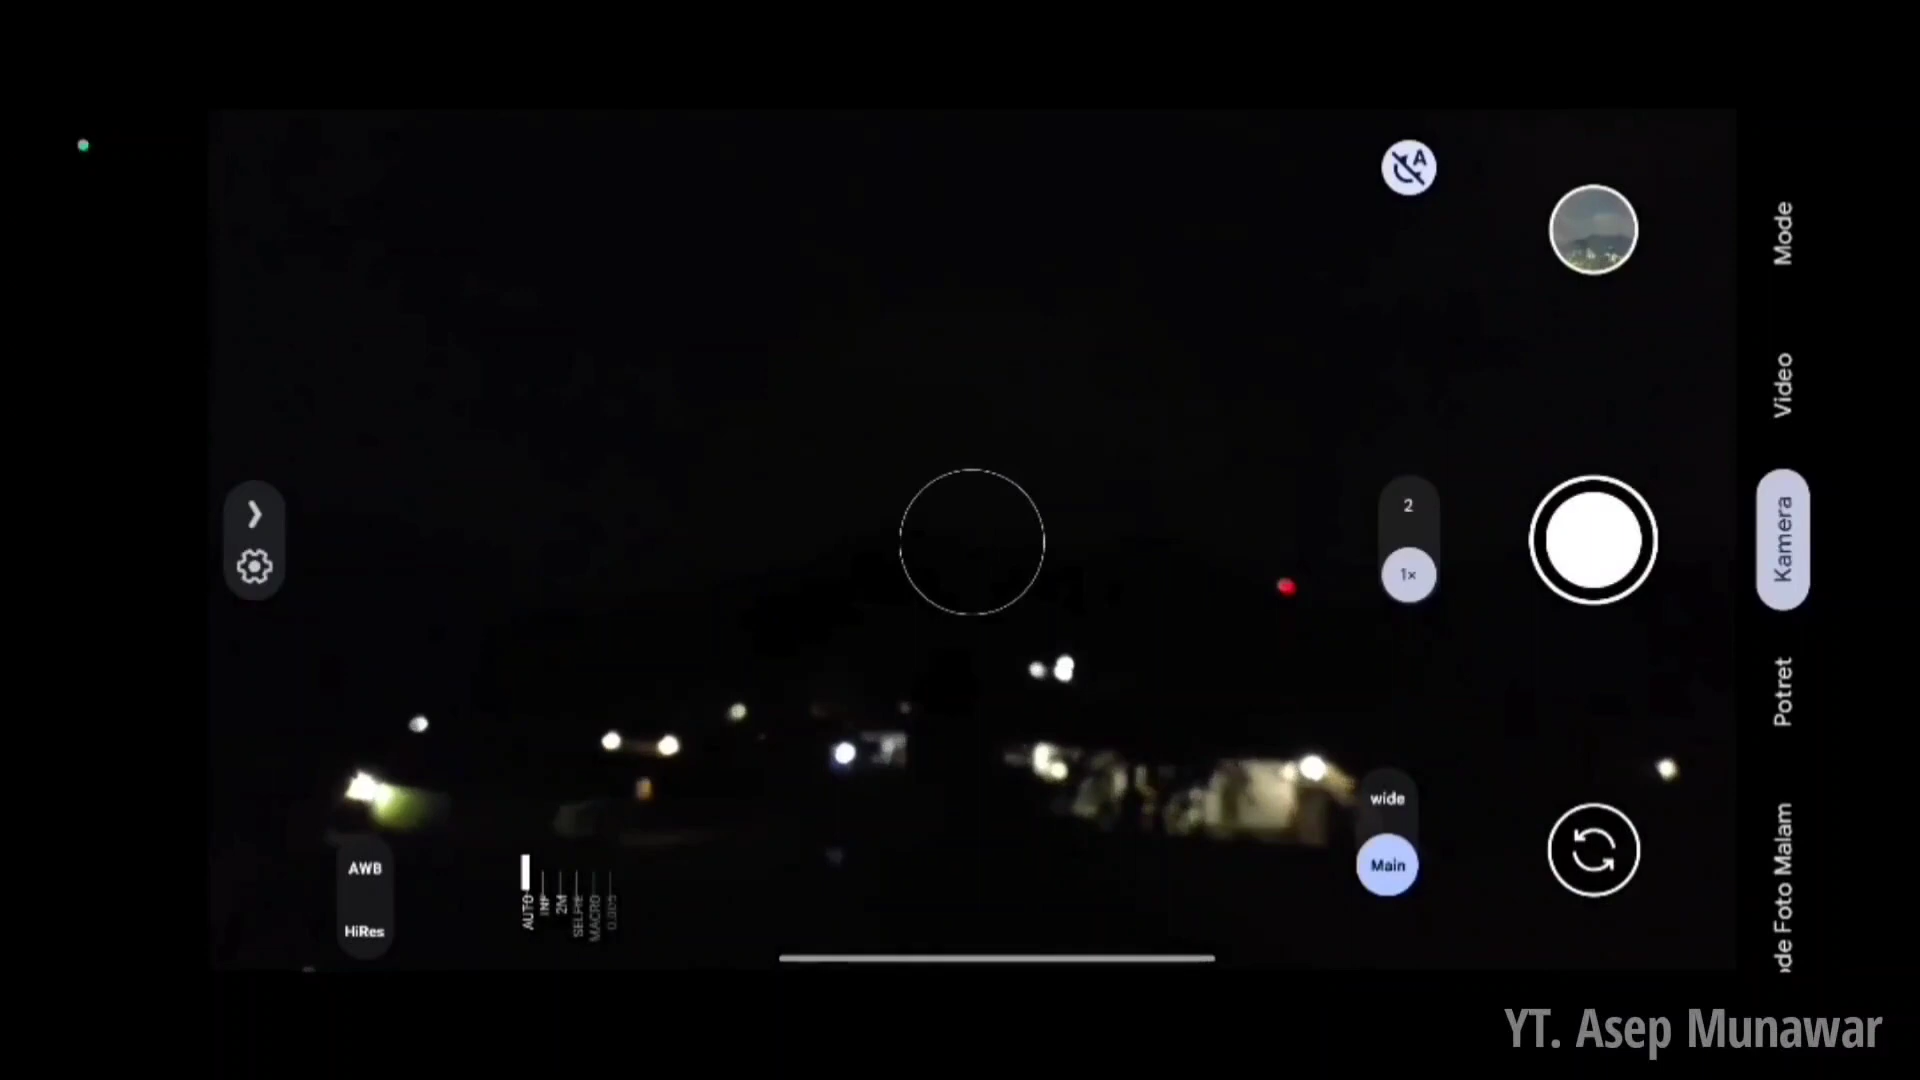 A
Mode
Video
2
Kamera
1×
Potret
wide
Main
de Foto Malam
AWB
HiRes
AUTO
INF
2M
SELFIE
MACRO
YT. Asep Munawar